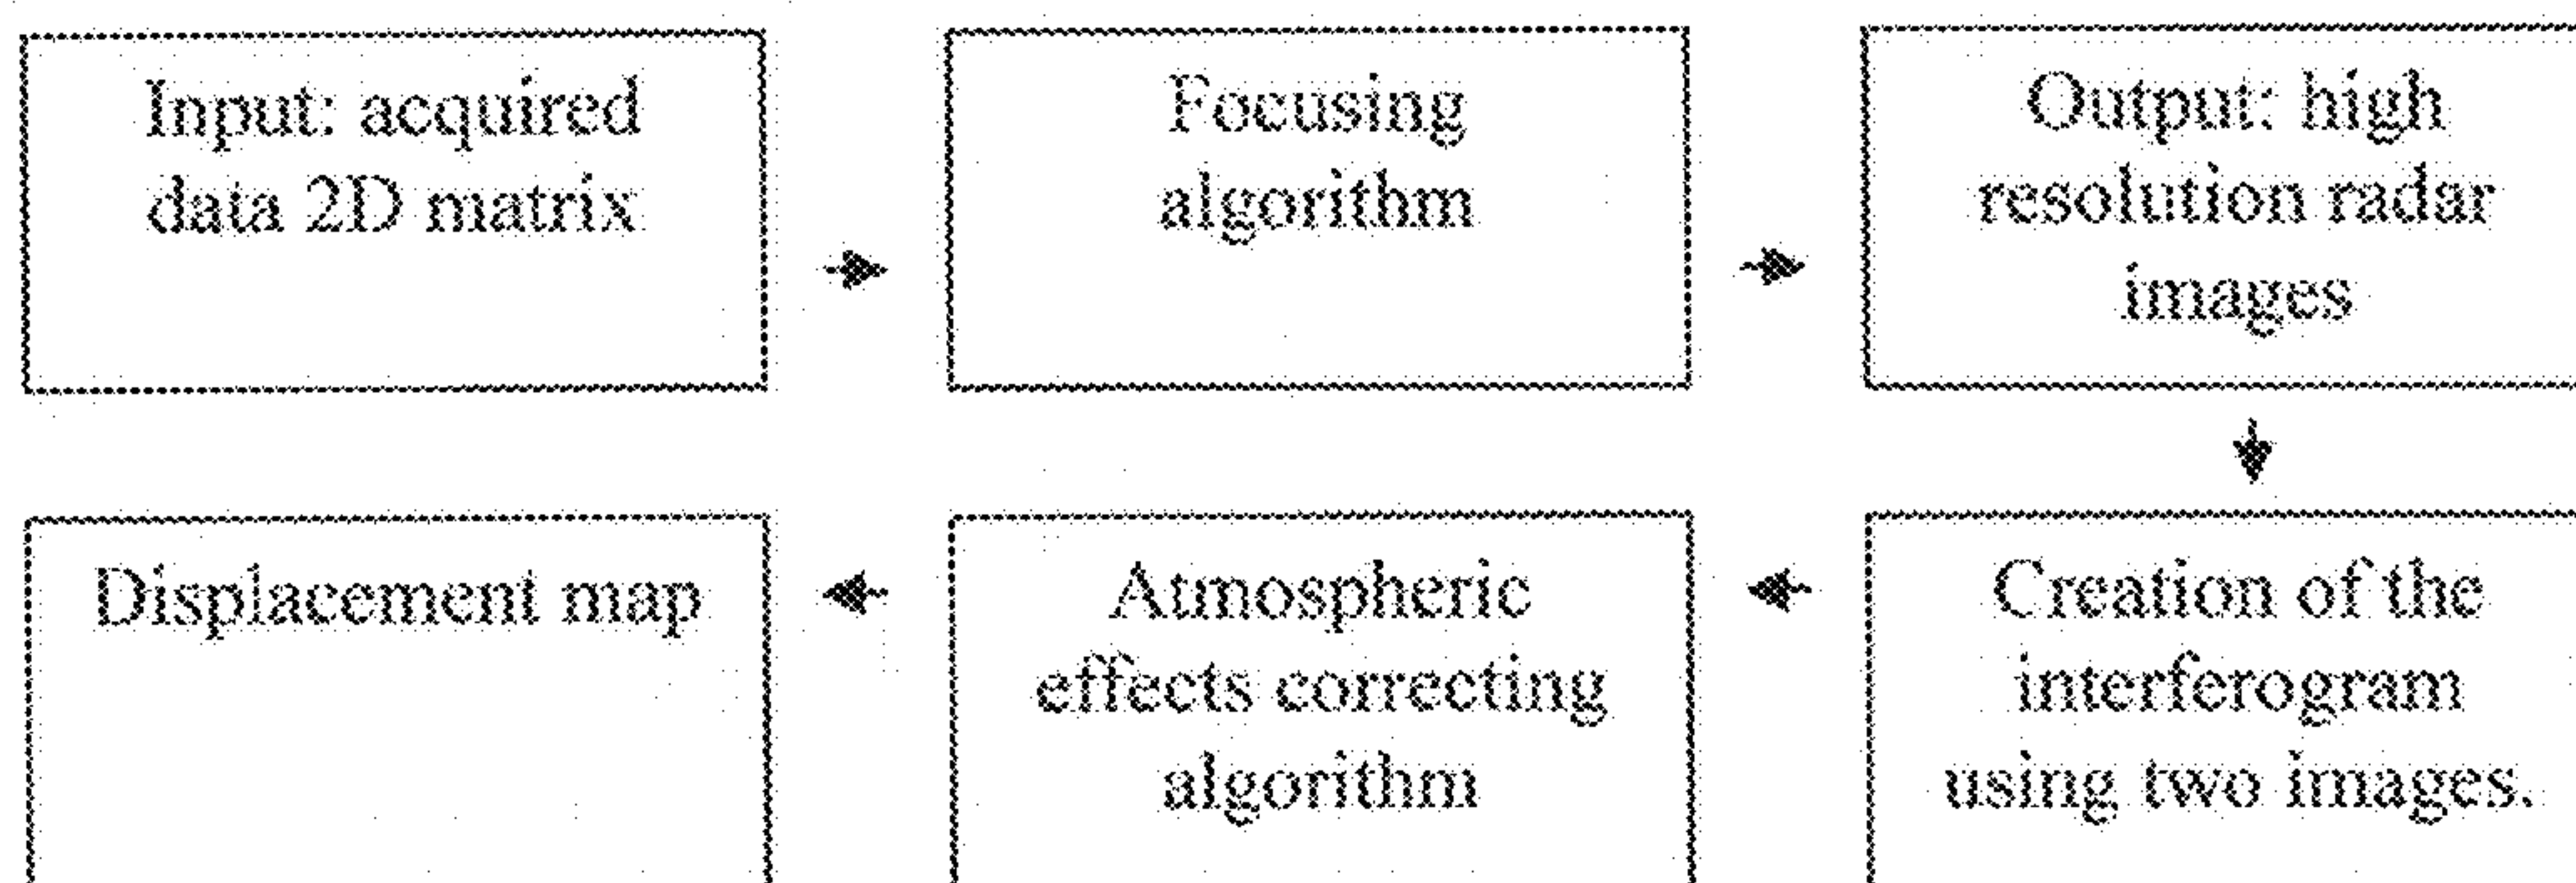 Input: acquired
data 2D matrix
Focusing
algorithm
Output: high
resolution radar
images
Creation of the
interferogram
using two images.
Atmospheric
effects correcting
algorithm
Displacement map